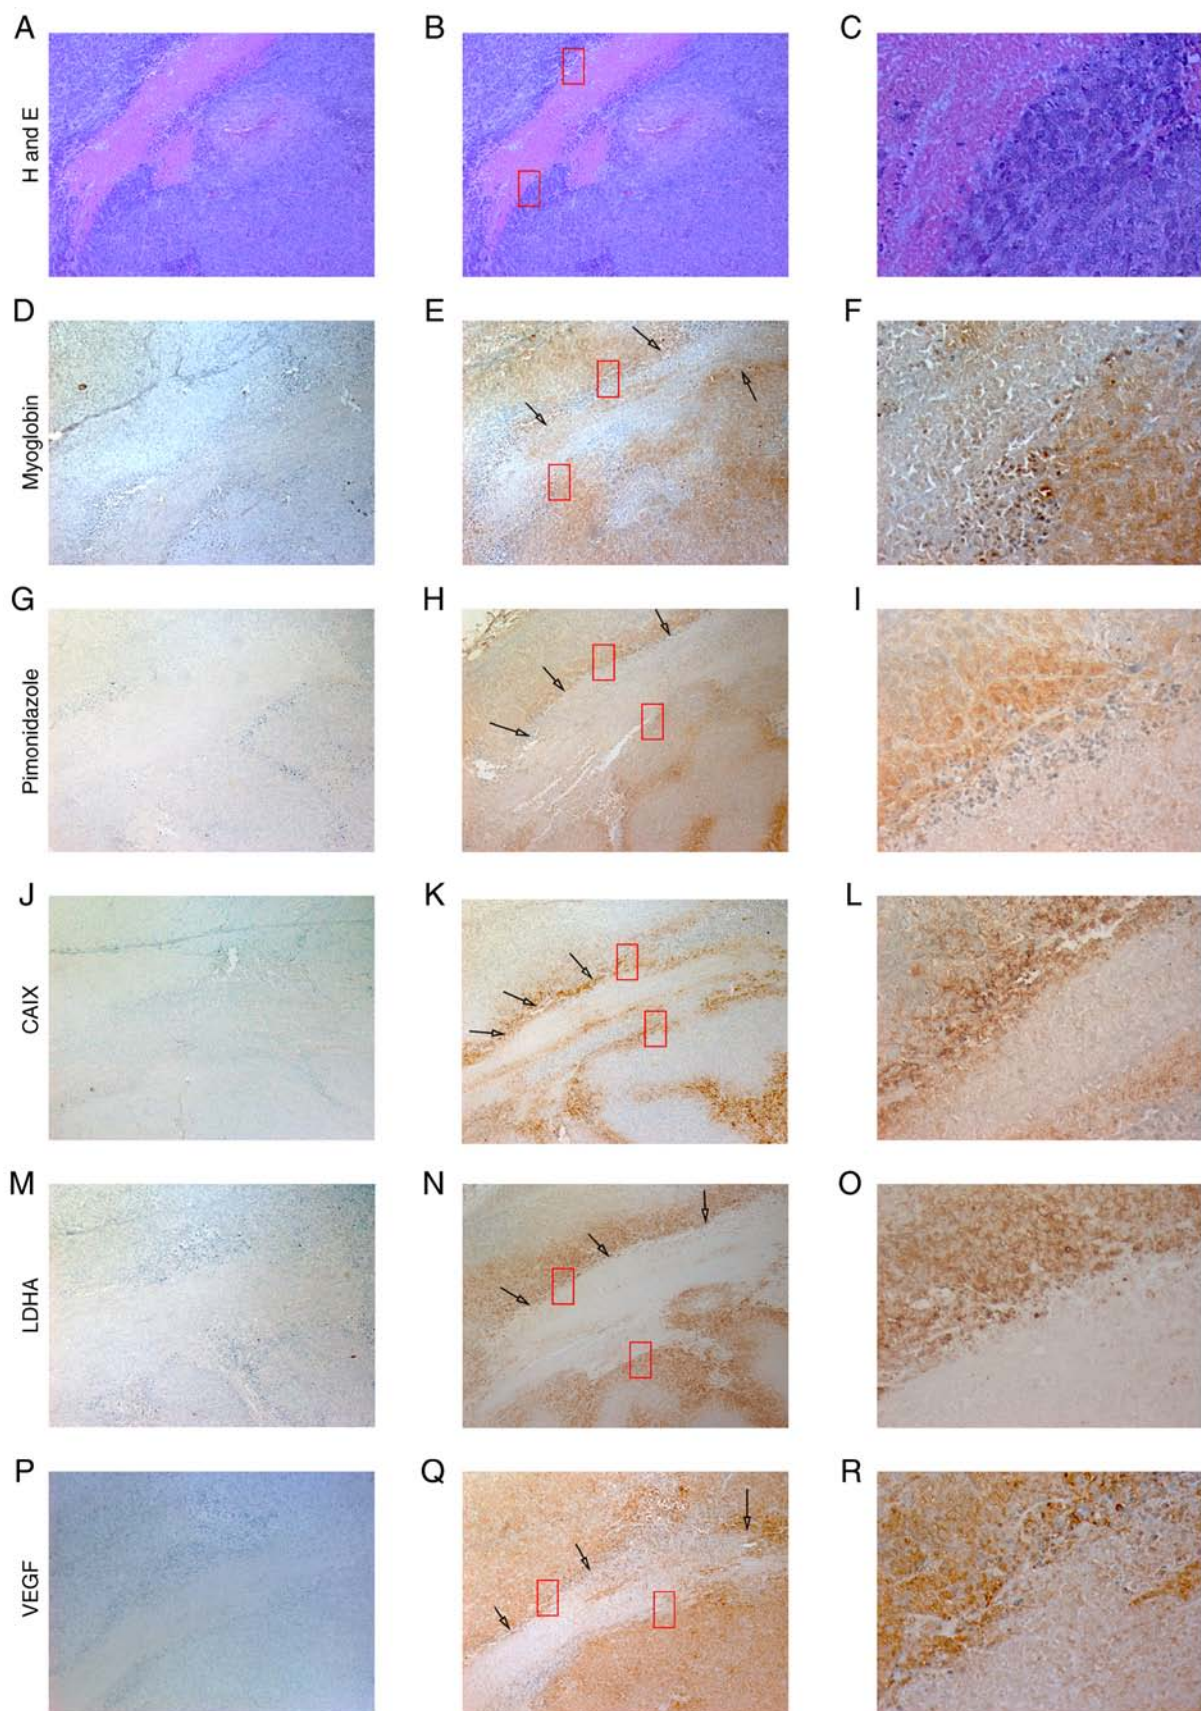 A B C
H and E
D E F
Myoglobin
G H I
Pimonidazole
J K L
CAIX
M N O
LDHA
P Q R
VEGF